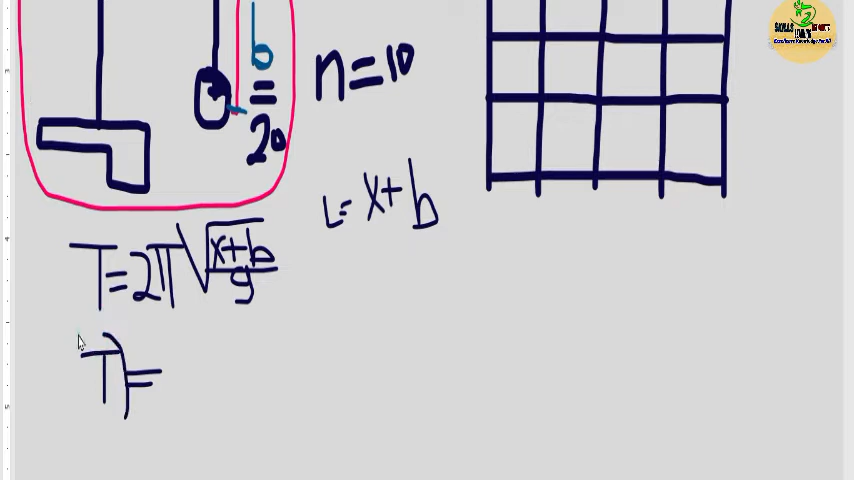 b
=
20
n=10
L= x+b
T=2π√(x+b)/g
T)=